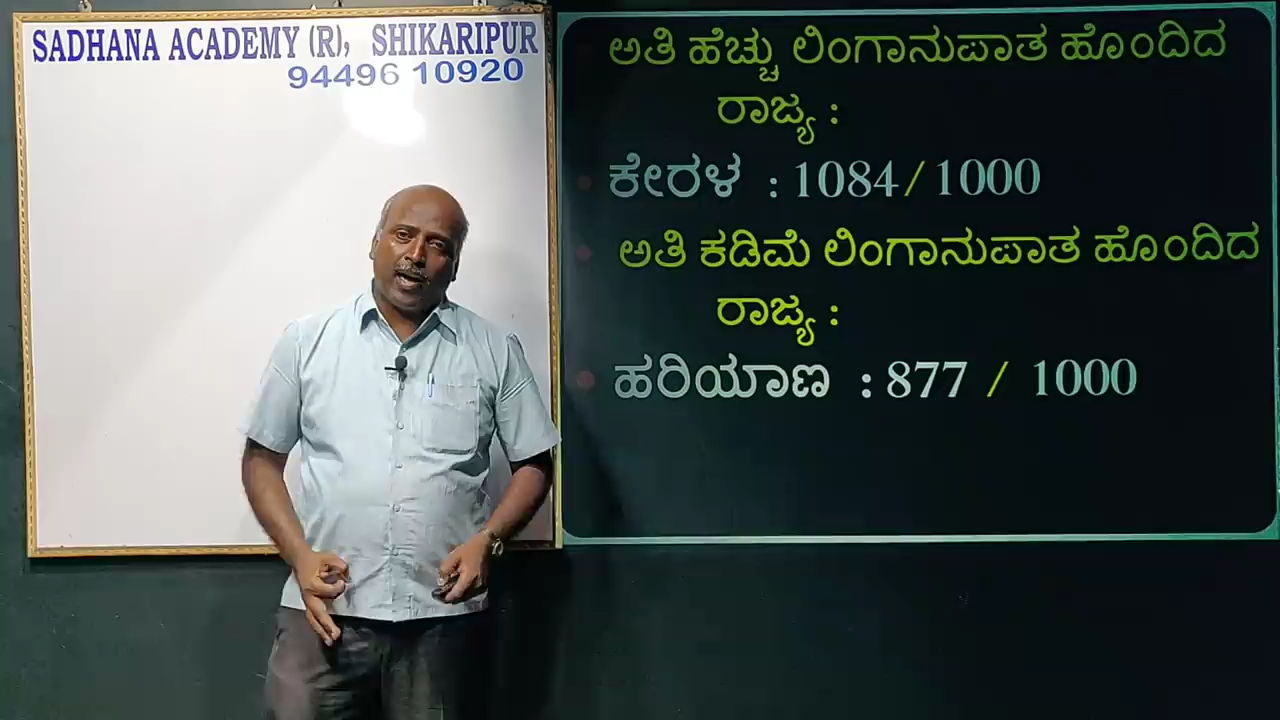 SADHANA ACADEMY (R), SHIKARIPUR
94496 10920
ಅತಿ ಹೆಚ್ಚು ಲಿಂಗಾನುಪಾತ ಹೊಂದಿದ
ರಾಜ್ಯ :
ಕೇರಳ : 1084/1000
ಅತಿ ಕಡಿಮೆ ಲಿಂಗಾನುಪಾತ ಹೊಂದಿದ
ರಾಜ್ಯ :
ಹರಿಯಾಣ : 877 / 1000